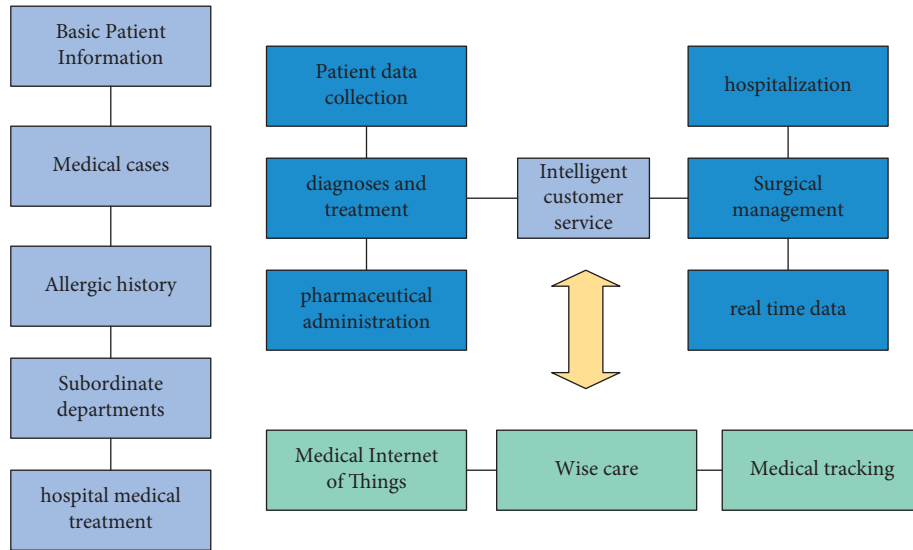 Basic Patient
Information
Medical cases
Allergic history
Subordinate
departments
hospital medical
treatment
Patient data
collection
diagnoses and
treatment
pharmaceutical
administration
Intelligent
customer
service
hospitalization
Surgical
management
real time data
Medical Internet
of Things
Wise care
Medical tracking